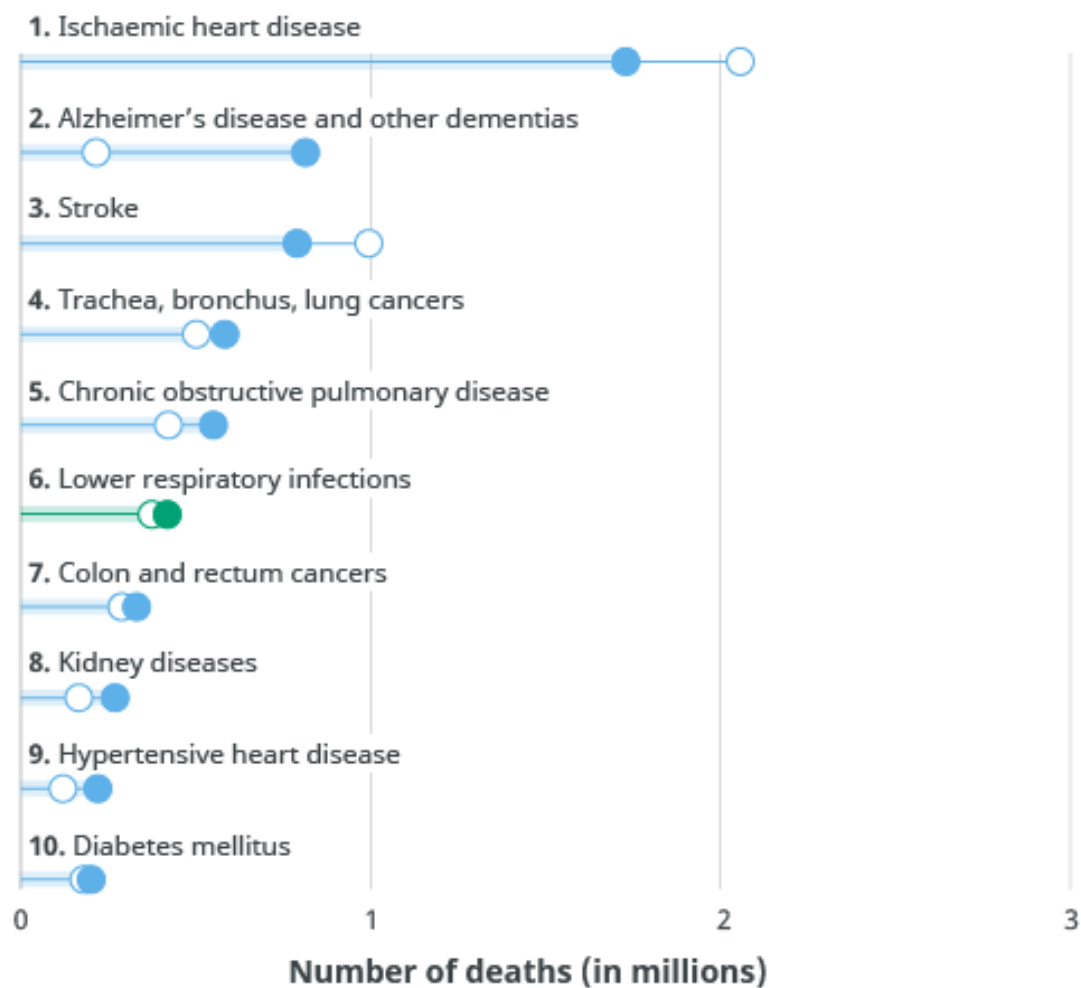 1. Ischaemic heart disease
2. Alzheimer’s disease and other dementias
3. Stroke
4. Trachea, bronchus, lung cancers
5. Chronic obstructive pulmonary disease
6. Lower respiratory infections
7. Colon and rectum cancers
8. Kidney diseases
9. Hypertensive heart disease
10. Diabetes mellitus
0 1 2 3
Number of deaths (in millions)